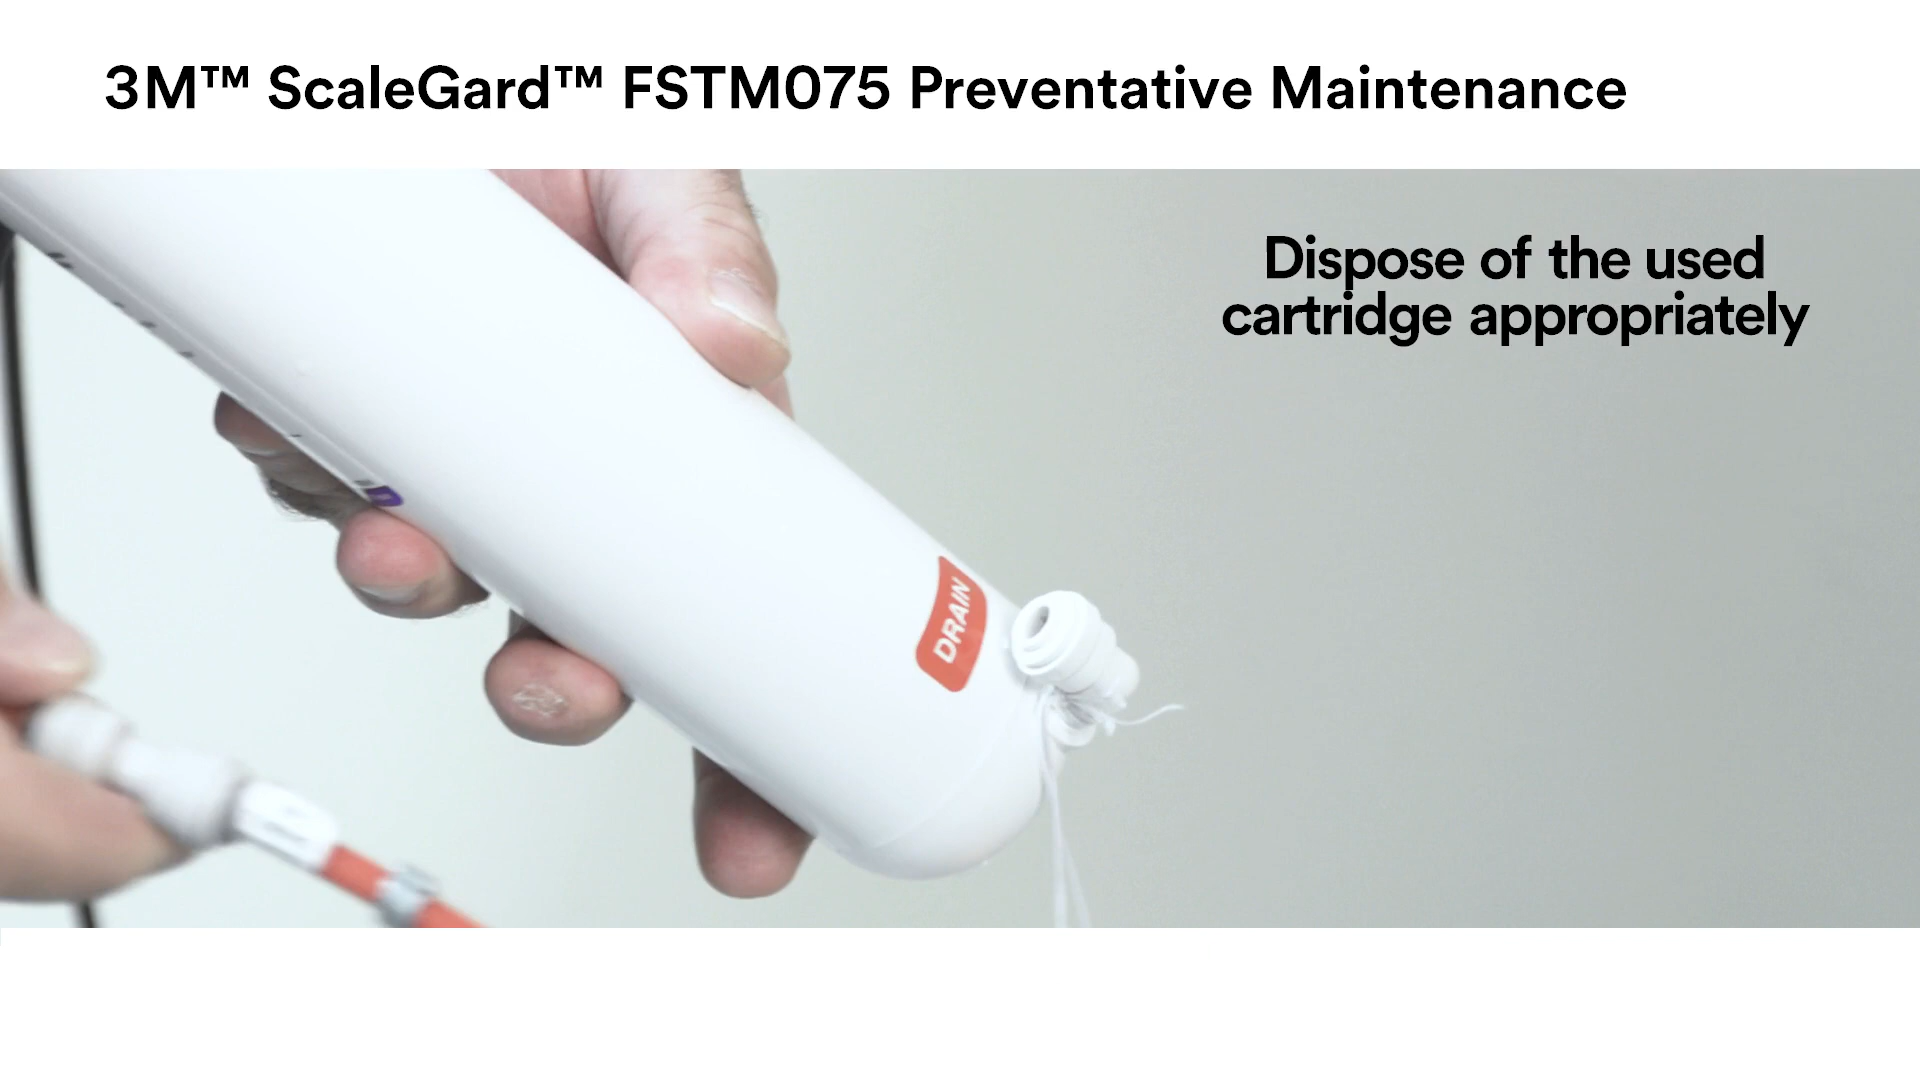 3M™ ScaleGard™ FSTM075 Preventative Maintenance
Dispose of the used
cartridge appropriately
DRAIN